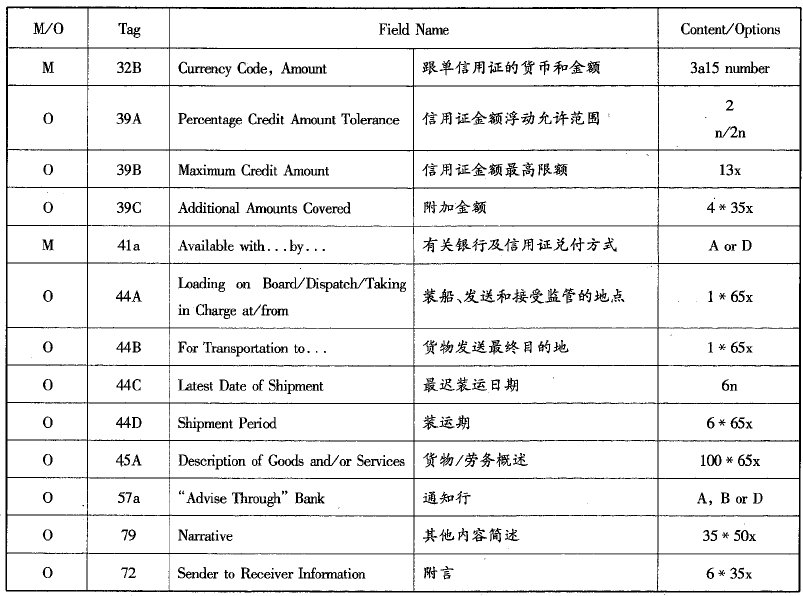 M/O Tag Field Name Content/Options
M 32B Currency Code, Amount 跟单信用证的货币和金额 3a15 number
O 39A Percentage Credit Amount Tolerance 信用证金额浮动允许范围 2
n/2n
O 39B Maximum Credit Amount 信用证金额最高限额 13x
O 39C Additional Amounts Covered 附加金额 4 * 35x
M 41a Available with...by... 有关银行及信用证兑付方式 A or D
O 44A Loading on Board/Dispatch/Taking
in Charge at/from 装船、发送和接受监管的地点 1 * 65x
O 44B For Transportation to... 货物发送最终目的地 1 * 65x
O 44C Latest Date of Shipment 最迟装运日期 6n
O 44D Shipment Period 装运期 6 * 65x
O 45A Description of Goods and/or Services 货物/劳务概述 100 * 65x
O 57a “Advise Through” Bank 通知行 A, B or D
O 79 Narrative 其他内容简述 35 * 50x
O 72 Sender to Receiver Information 附言 6 * 35x